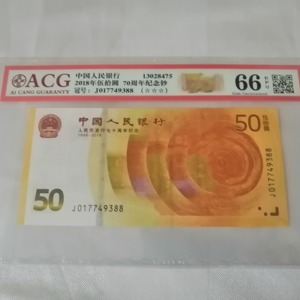 ACG
AI CANG GUARANTY
中国人民银行 13028475
2018年伍拾圆 70周年纪念钞
冠号: J017749388 (☆☆☆)
66
中国人民银行
人民币发行七十周年纪念
1948-2018
50
50
J017749388
J017749388